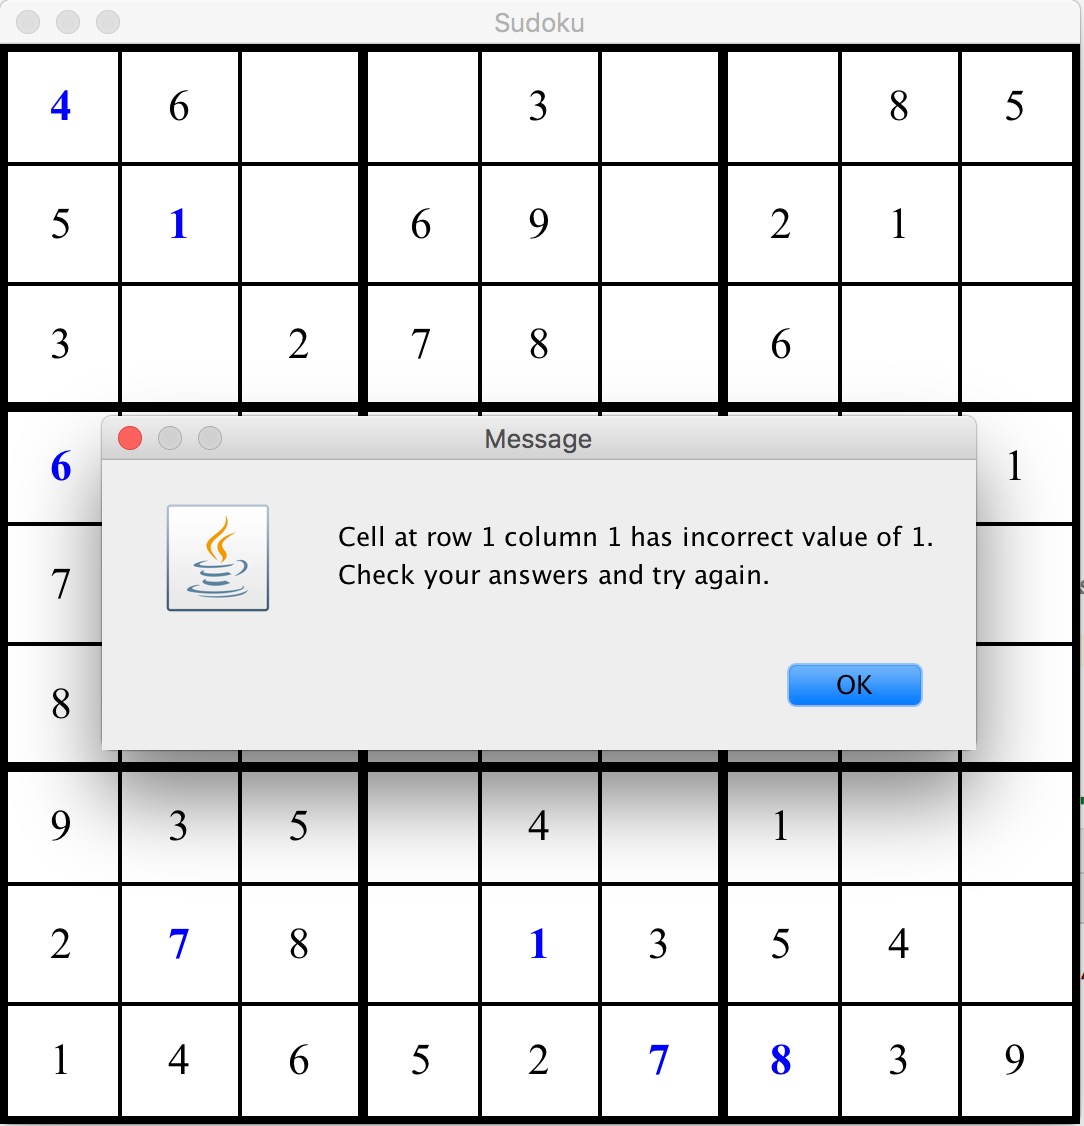 Sudoku
4 6 3 8 5
5 1 6 9 2 1
3 2 7 8 6
Message
6 1
Cell at row 1 column 1 has incorrect value of 1.
7
Check your answers and try again.
OK
8
9 3 5 4 1
2 7 8 1 3 5 4
1 4 6 5 2 7 8 3 9